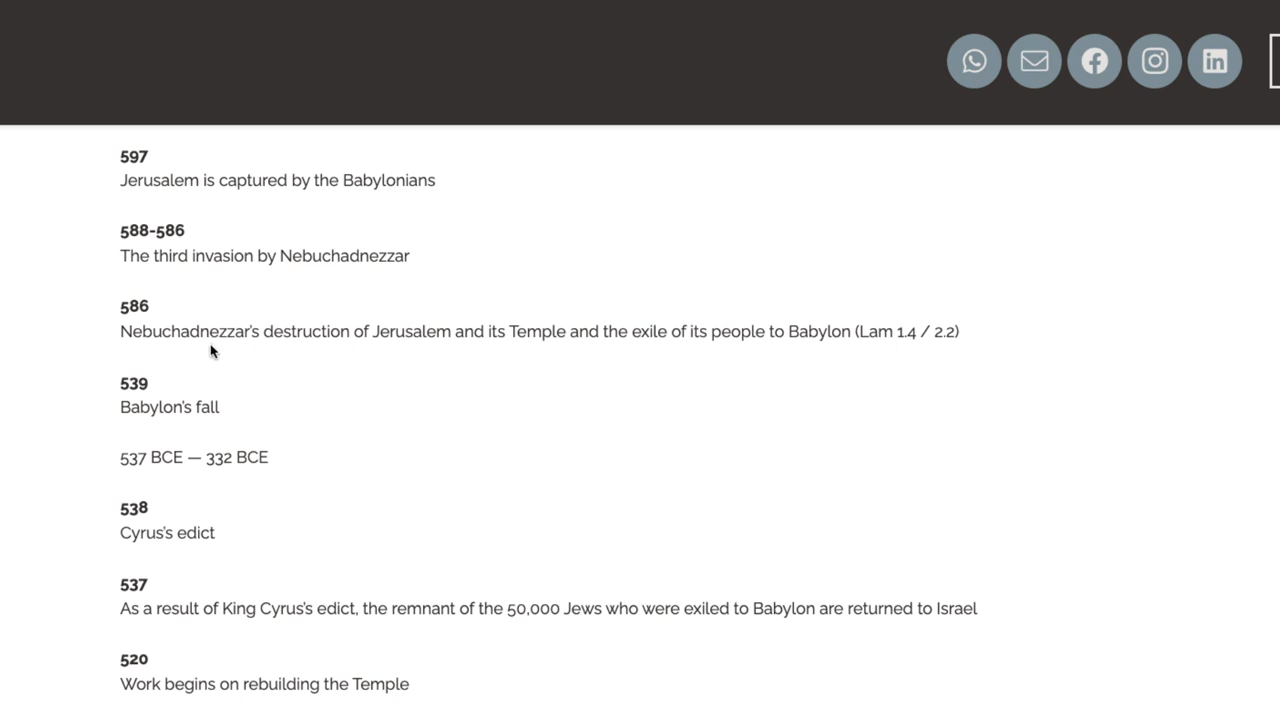 597
Jerusalem is captured by the Babylonians
588-586
The third invasion by Nebuchadnezzar
586
Nebuchadnezzar’s destruction of Jerusalem and its Temple and the exile of its people to Babylon (Lam 1.4 / 2.2)
539
Babylon’s fall
537 BCE — 332 BCE
538
Cyrus’s edict
537
As a result of King Cyrus’s edict, the remnant of the 50,000 Jews who were exiled to Babylon are returned to Israel
520
Work begins on rebuilding the Temple